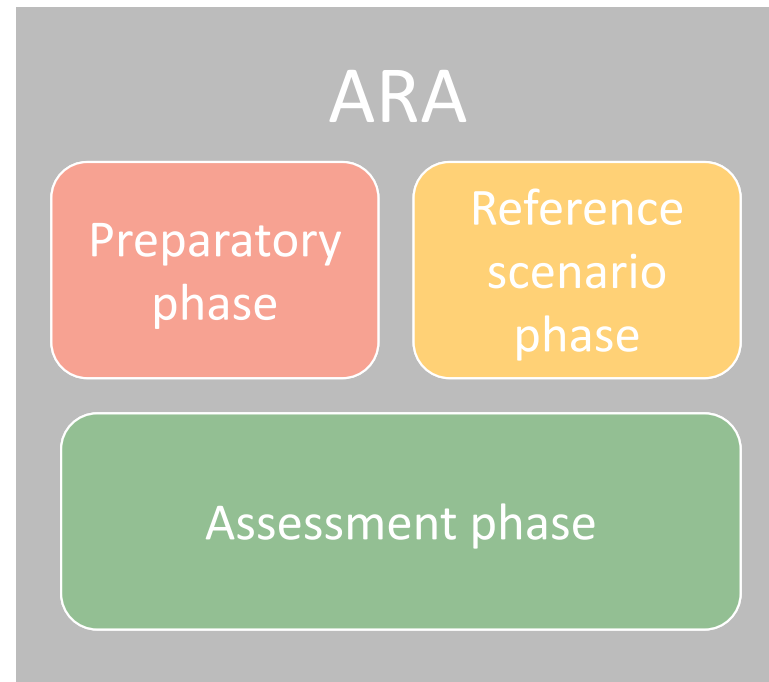 ARA
Preparatory
phase
Reference
scenario
phase
Assessment phase